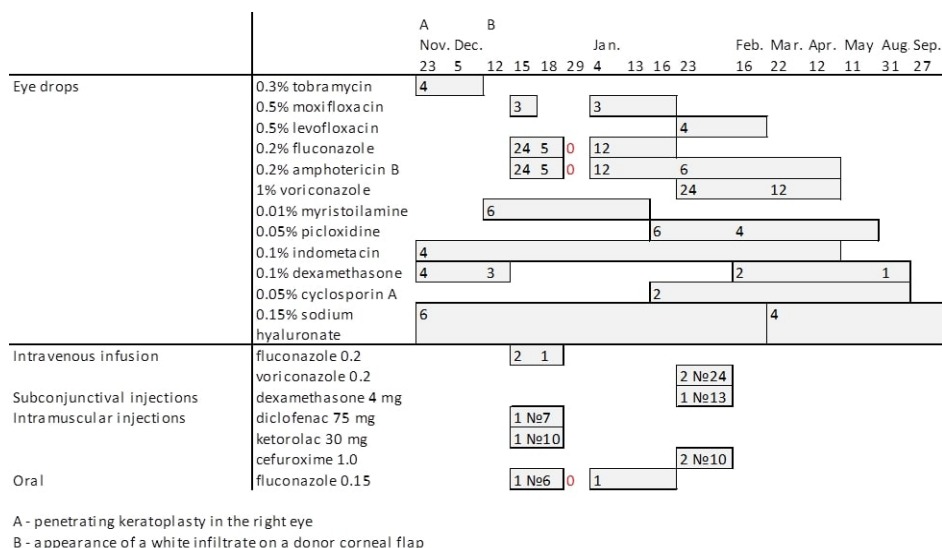 A B
Nov. Dec. Jan. Feb. Mar. Apr. May Aug. Sep.
23 5 12 15 18 29 4 13 16 23 16 22 12 11 31 27
Eye drops 0.3% tobramycin 4
0.5% moxifloxacin 3 3
0.5% levofloxacin 4
0.2% fluconazole 24 5 0 12
0.2% amphotericin B 24 5 0 12 6
1% voriconazole 24 12
0.01% myristoilamine 6
0.05% picloxidine 6 4
0.1% indometacin 4
0.1% dexamethasone 4 3 2 1
0.05% cyclosporin A 2
0.15% sodium 6 4
hyaluronate
Intravenous infusion fluconazole 0.2 2 1
voriconazole 0.2 2 №24
Subconjunctival injections dexamethasone 4 mg 1 №13
Intramuscular injections diclofenac 75 mg 1 №7
ketorolac 30 mg 1 №10
cefuroxime 1.0 2 №10
Oral fluconazole 0.15 1 №6 0 1
A - penetrating keratoplasty in the right eye
B - appearance of a white infiltrate on a donor corneal flap